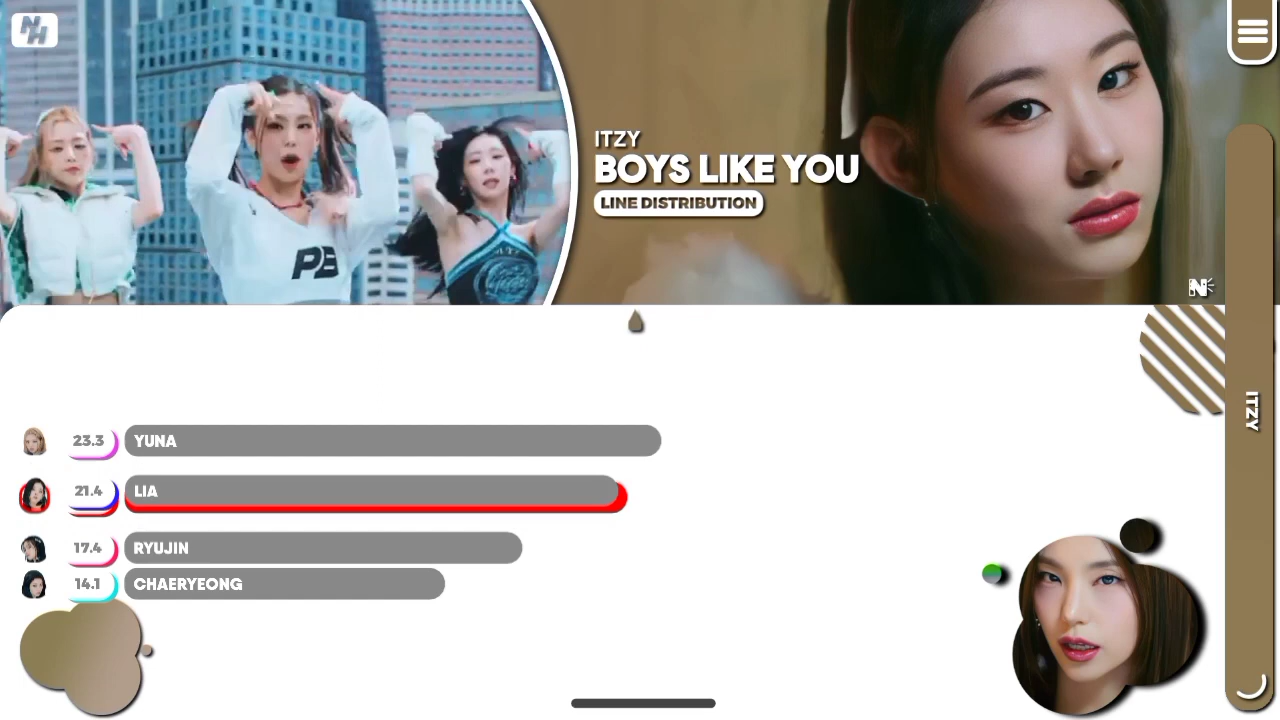 NH
ITZY
BOYS LIKE YOU
LINE DISTRIBUTION
N
ITZY
23.3 YUNA
21.4 LIA
17.4 RYUJIN
14.1 CHAERYEONG